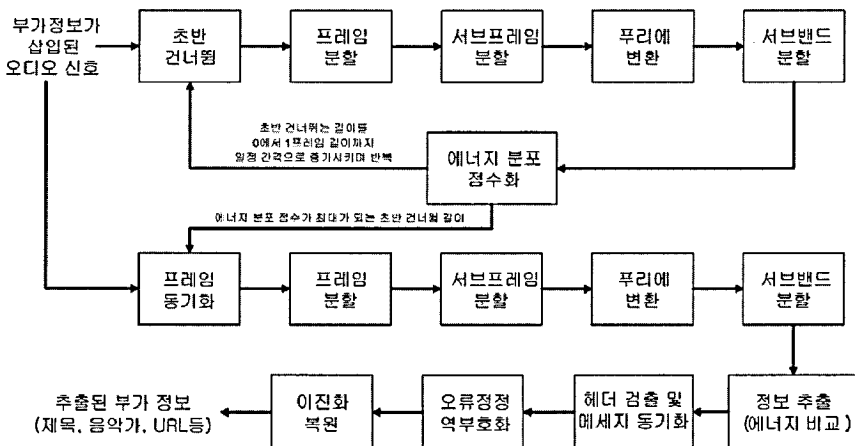 부가정보가
삽입된
오디오 신호
초반
건너뜀
프레임
분할
서브프레임
분할
푸리에
변환
서브밴드
분할
초반 건너뛰는 길이를
0에서 1프레임 길이까지
일정 간격으로 증가시키며 반복
에너지 분포
점수화
에너지 분포 점수가 최대가 되는 초반 건너뜀 길이
프레임
동기화
프레임
분할
서브프레임
분할
푸리에
변환
서브밴드
분할
추출된 부가 정보
(제목, 음악가, URL등)
이진화
복원
오류정정
역부호화
헤더 검출 및
메세지 동기화
정보 추출
(에너지 비교)